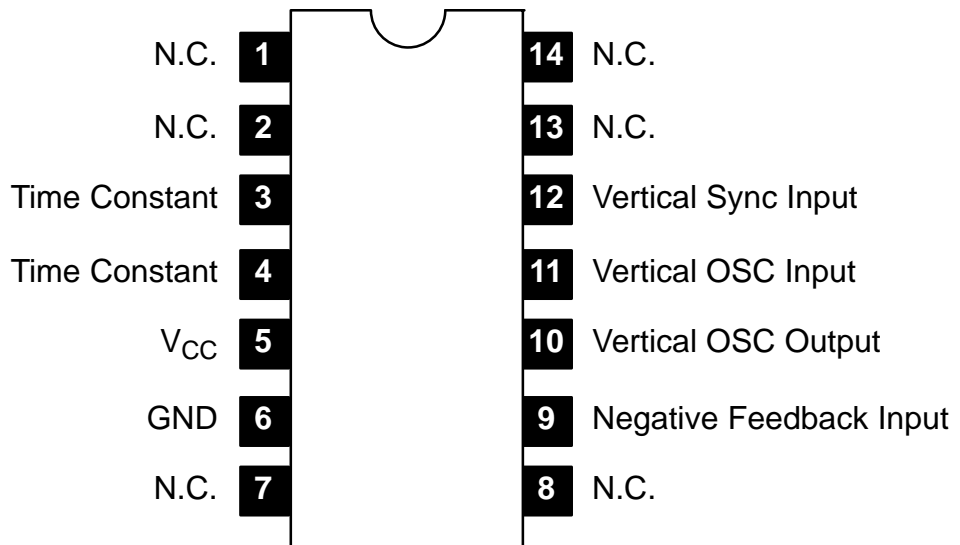 N.C. 1 14 N.C.
N.C. 2 13 N.C.
Time Constant 3 12 Vertical Sync Input
Time Constant 4 11 Vertical OSC Input
VCC 5 10 Vertical OSC Output
GND 6 9 Negative Feedback Input
N.C. 7 8 N.C.